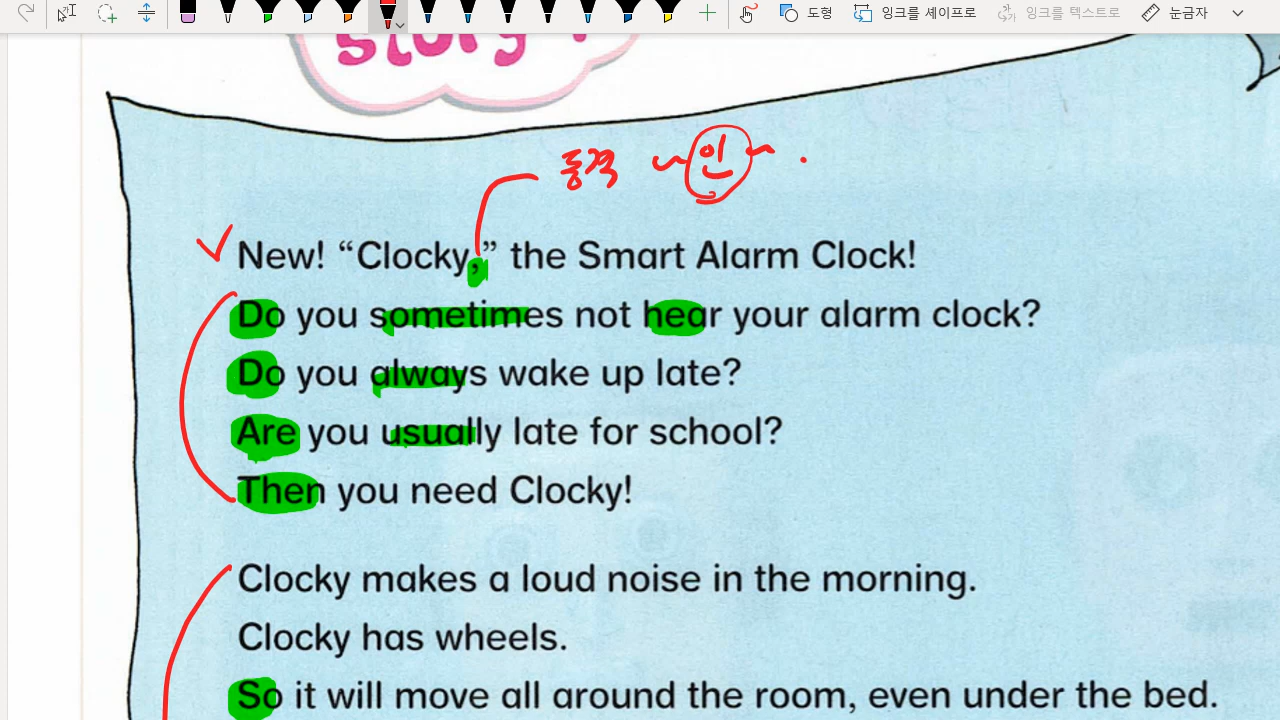 도형
잉크를 셰이프로
잉크를 텍스트로
눈금자
story
동격 ~인~.
New! “Clocky,” the Smart Alarm Clock!
Do you sometimes not hear your alarm clock?
Do you always wake up late?
Are you usually late for school?
Then you need Clocky!
Clocky makes a loud noise in the morning.
Clocky has wheels.
So it will move all around the room, even under the bed.